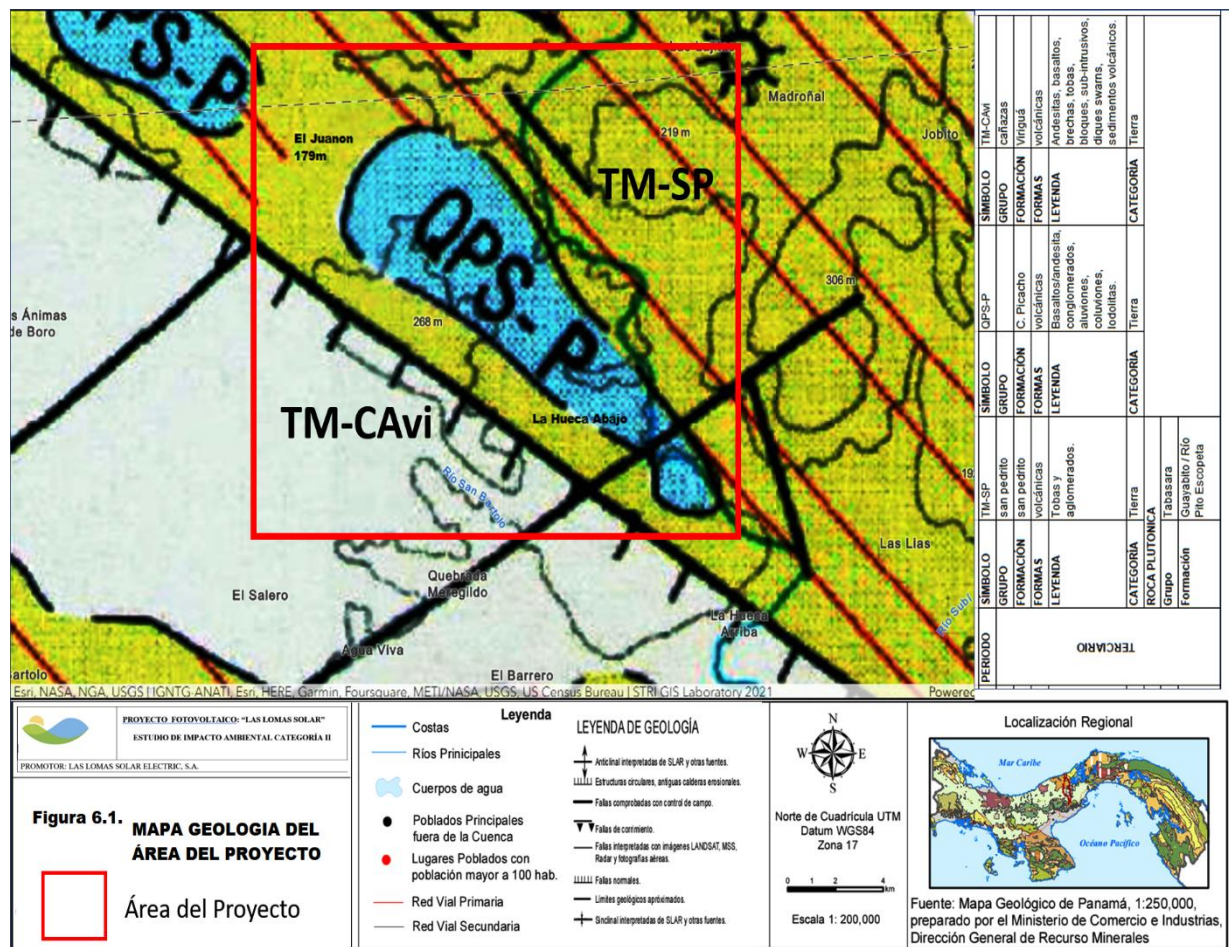 QPS-P
Madroñal
219 m
Jobito
El Juanon
179m
TM-SP
QPS-P
306 m
s Ánimas
de Boro
268 m
La Hueca Abajo
TM-CAvi
Río San Bartolo
Las Llas
El Salero
Quebrada
Meregildo
La Hueca
Arriba
Río Subí
Agua Viva
El Barrero
artolo
Esri, NASA, NGA, USGS | IGNTG-ANATI, Esri, HERE, Garmin, Foursquare, METI/NASA, USGS, US Census Bureau | STRI GIS Laboratory 2021
Powered
PERIODO
TERCIARIO
SÍMBOLO TM-SP
GRUPO san pedrito
FORMACIÓN san pedrito
FORMAS volcánicas
LEYENDA Tobas y
aglomerados.
CATEGORÍA Tierra
ROCA PLUTONICA
Grupo Tabasara
Formación Guayabito / Río
Pito Escopeta
SÍMBOLO QPS-P
GRUPO
FORMACIÓN C. Picacho
FORMAS volcánicas
LEYENDA Basaltos/andesita,
conglomerados,
aluviones,
coluviones,
lodolitas.
CATEGORÍA Tierra
SÍMBOLO TM-CAvi
GRUPO cañazas
FORMACIÓN Viriguá
FORMAS volcánicas
LEYENDA Andesitas, basaltos,
brechas, tobas,
bloques, sub-intrusivos,
diques swarns,
sedimentos volcánicos.
CATEGORÍA Tierra
PROYECTO FOTOVOLTAICO: “LAS LOMAS SOLAR”
ESTUDIO DE IMPACTO AMBIENTAL CATEGORÍA II
PROMOTOR: LAS LOMAS SOLAR ELECTRIC, S.A.
Figura 6.1. MAPA GEOLOGIA DEL
ÁREA DEL PROYECTO
Área del Proyecto
Leyenda
Costas
Ríos Prinicipales
Cuerpos de agua
Poblados Principales
fuera de la Cuenca
Lugares Poblados con
población mayor a 100 hab.
Red Vial Primaria
Red Vial Secundaria
LEYENDA DE GEOLOGÍA
Anticlinal interpretadas de SLAR y otras fuentes.
Estructuras circulares, antiguas calderas erosionales.
Fallas comprobadas con control de campo.
Fallas de corrimiento.
Fallas interpretadas con imágenes LANDSAT, MSS,
Radar y fotografías aéreas.
Fallas normales.
Limites geológicos apróximados.
Sinclinal interpretadas de SLAR y otras fuentes.
N
W E
S
Norte de Cuadrícula UTM
Datum WGS84
Zona 17
0 1 2 4
km
Escala 1: 200,000
Localización Regional
Mar Caribe
Océano Pacífico
Fuente: Mapa Geológico de Panamá, 1:250,000,
preparado por el Ministerio de Comercio e Industrias,
Dirección General de Recurso Minerales